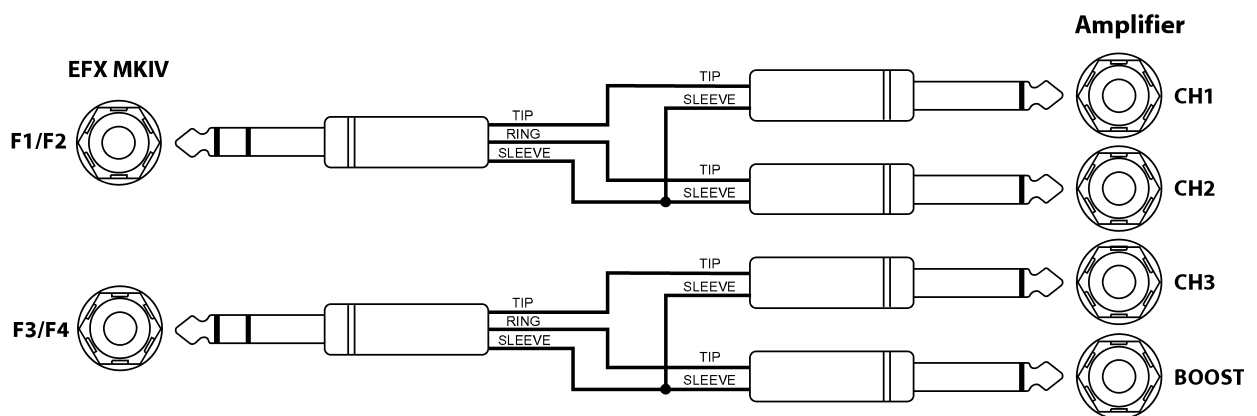 Amplifier
EFX MKIV
F1/F2
TIP
RING
SLEEVE
TIP
SLEEVE
CH1
TIP
SLEEVE
CH2
F3/F4
TIP
RING
SLEEVE
TIP
SLEEVE
CH3
TIP
SLEEVE
BOOST